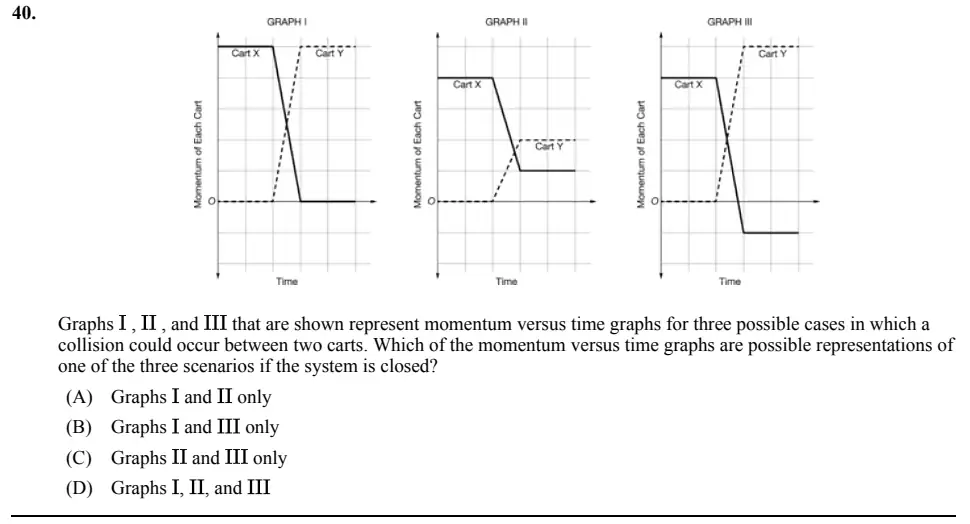 40.
GRAPH I
GRAPH II
GRAPH III
Cart X
Cart Y
Cart X
Cart Y
Cart X
Cart Y
Momentum of Each Cart
Momentum of Each Cart
Momentum of Each Cart
O
O
O
Time
Time
Time
Graphs I , II , and III that are shown represent momentum versus time graphs for three possible cases in which a
collision could occur between two carts. Which of the momentum versus time graphs are possible representations of
one of the three scenarios if the system is closed?
(A) Graphs I and II only
(B) Graphs I and III only
(C) Graphs II and III only
(D) Graphs I, II, and III